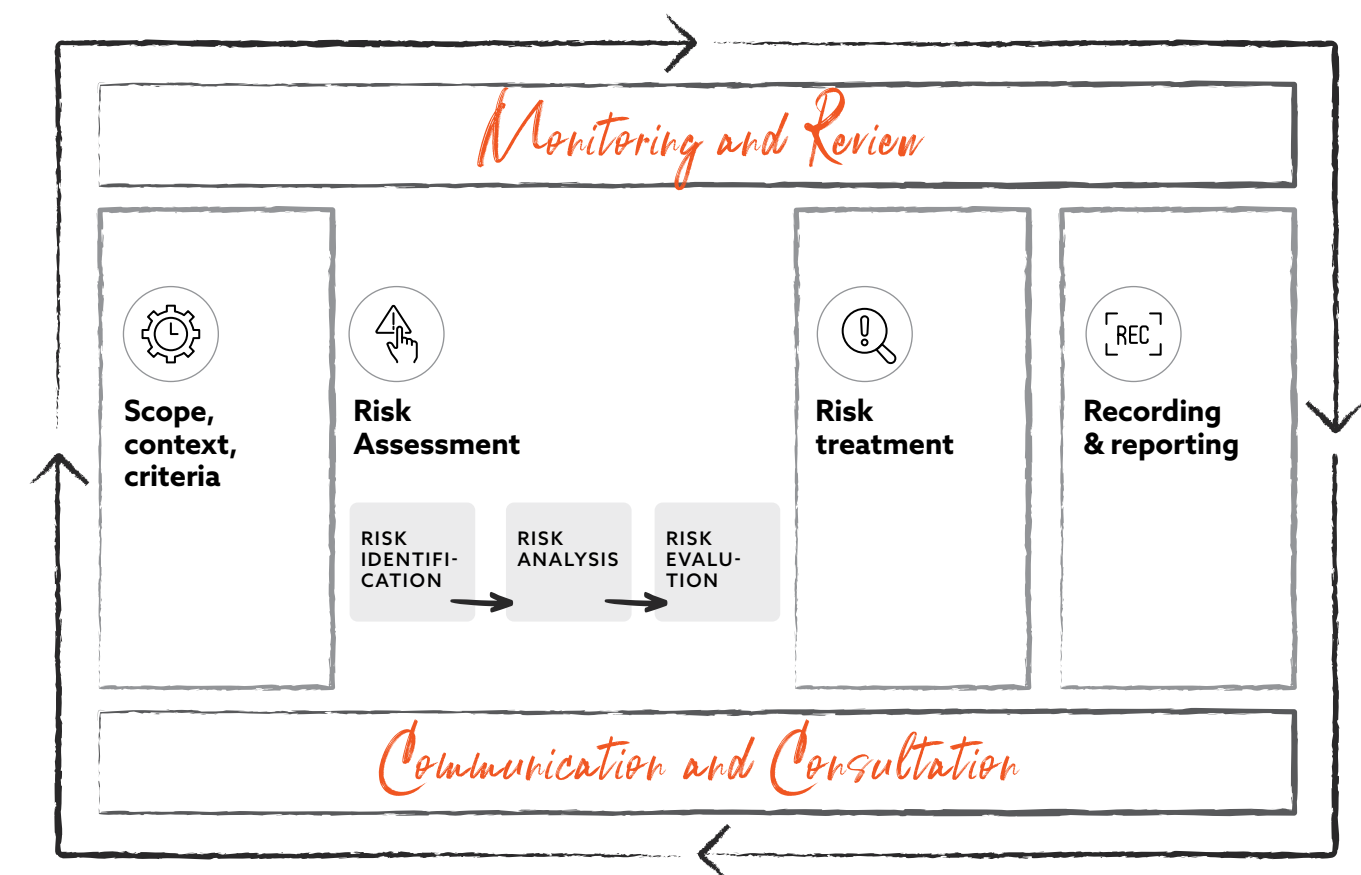 Monitoring and Review
Scope,
context,
criteria
Risk
Assessment
RISK
IDENTIFI-
CATION
RISK
ANALYSIS
RISK
EVALU-
TION
Risk
treatment
REC
Recording
& reporting
Communication and Consultation